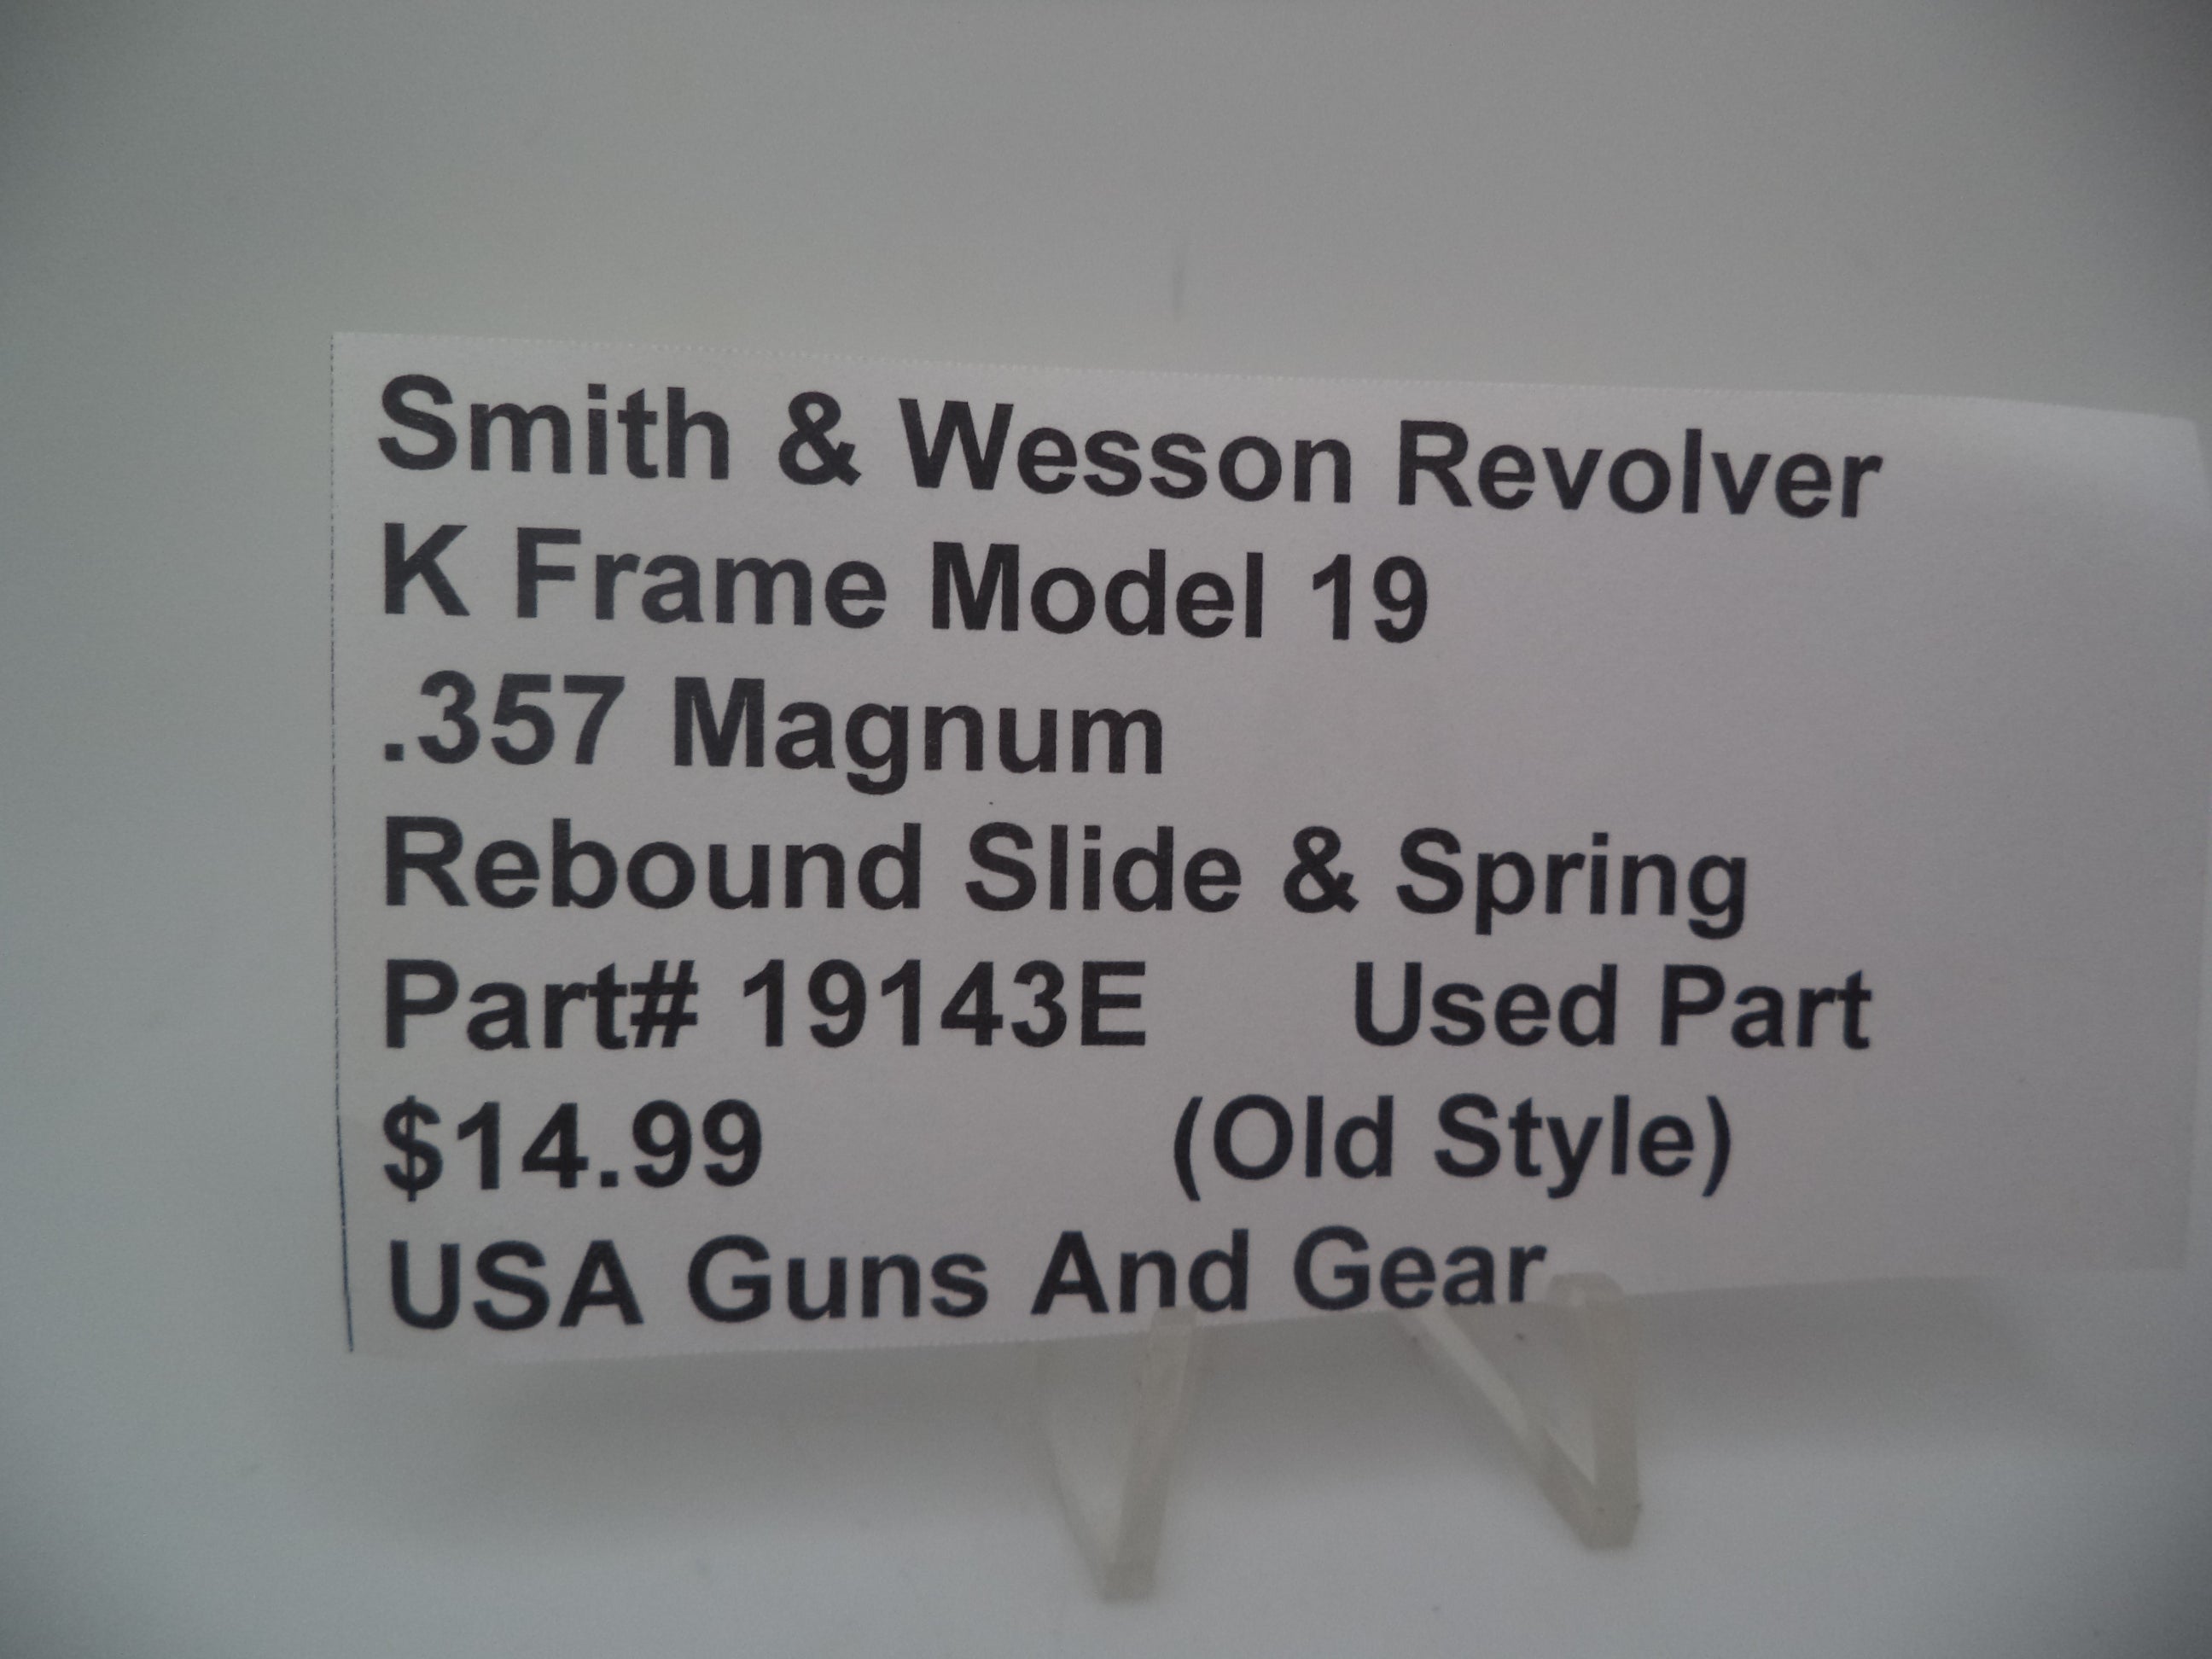 Smith & Wesson Revolver
K Frame Model 19
.357 Magnum
Rebound Slide & Spring
Part# 19143E Used Part
$14.99 (Old Style)
USA Guns And Gear